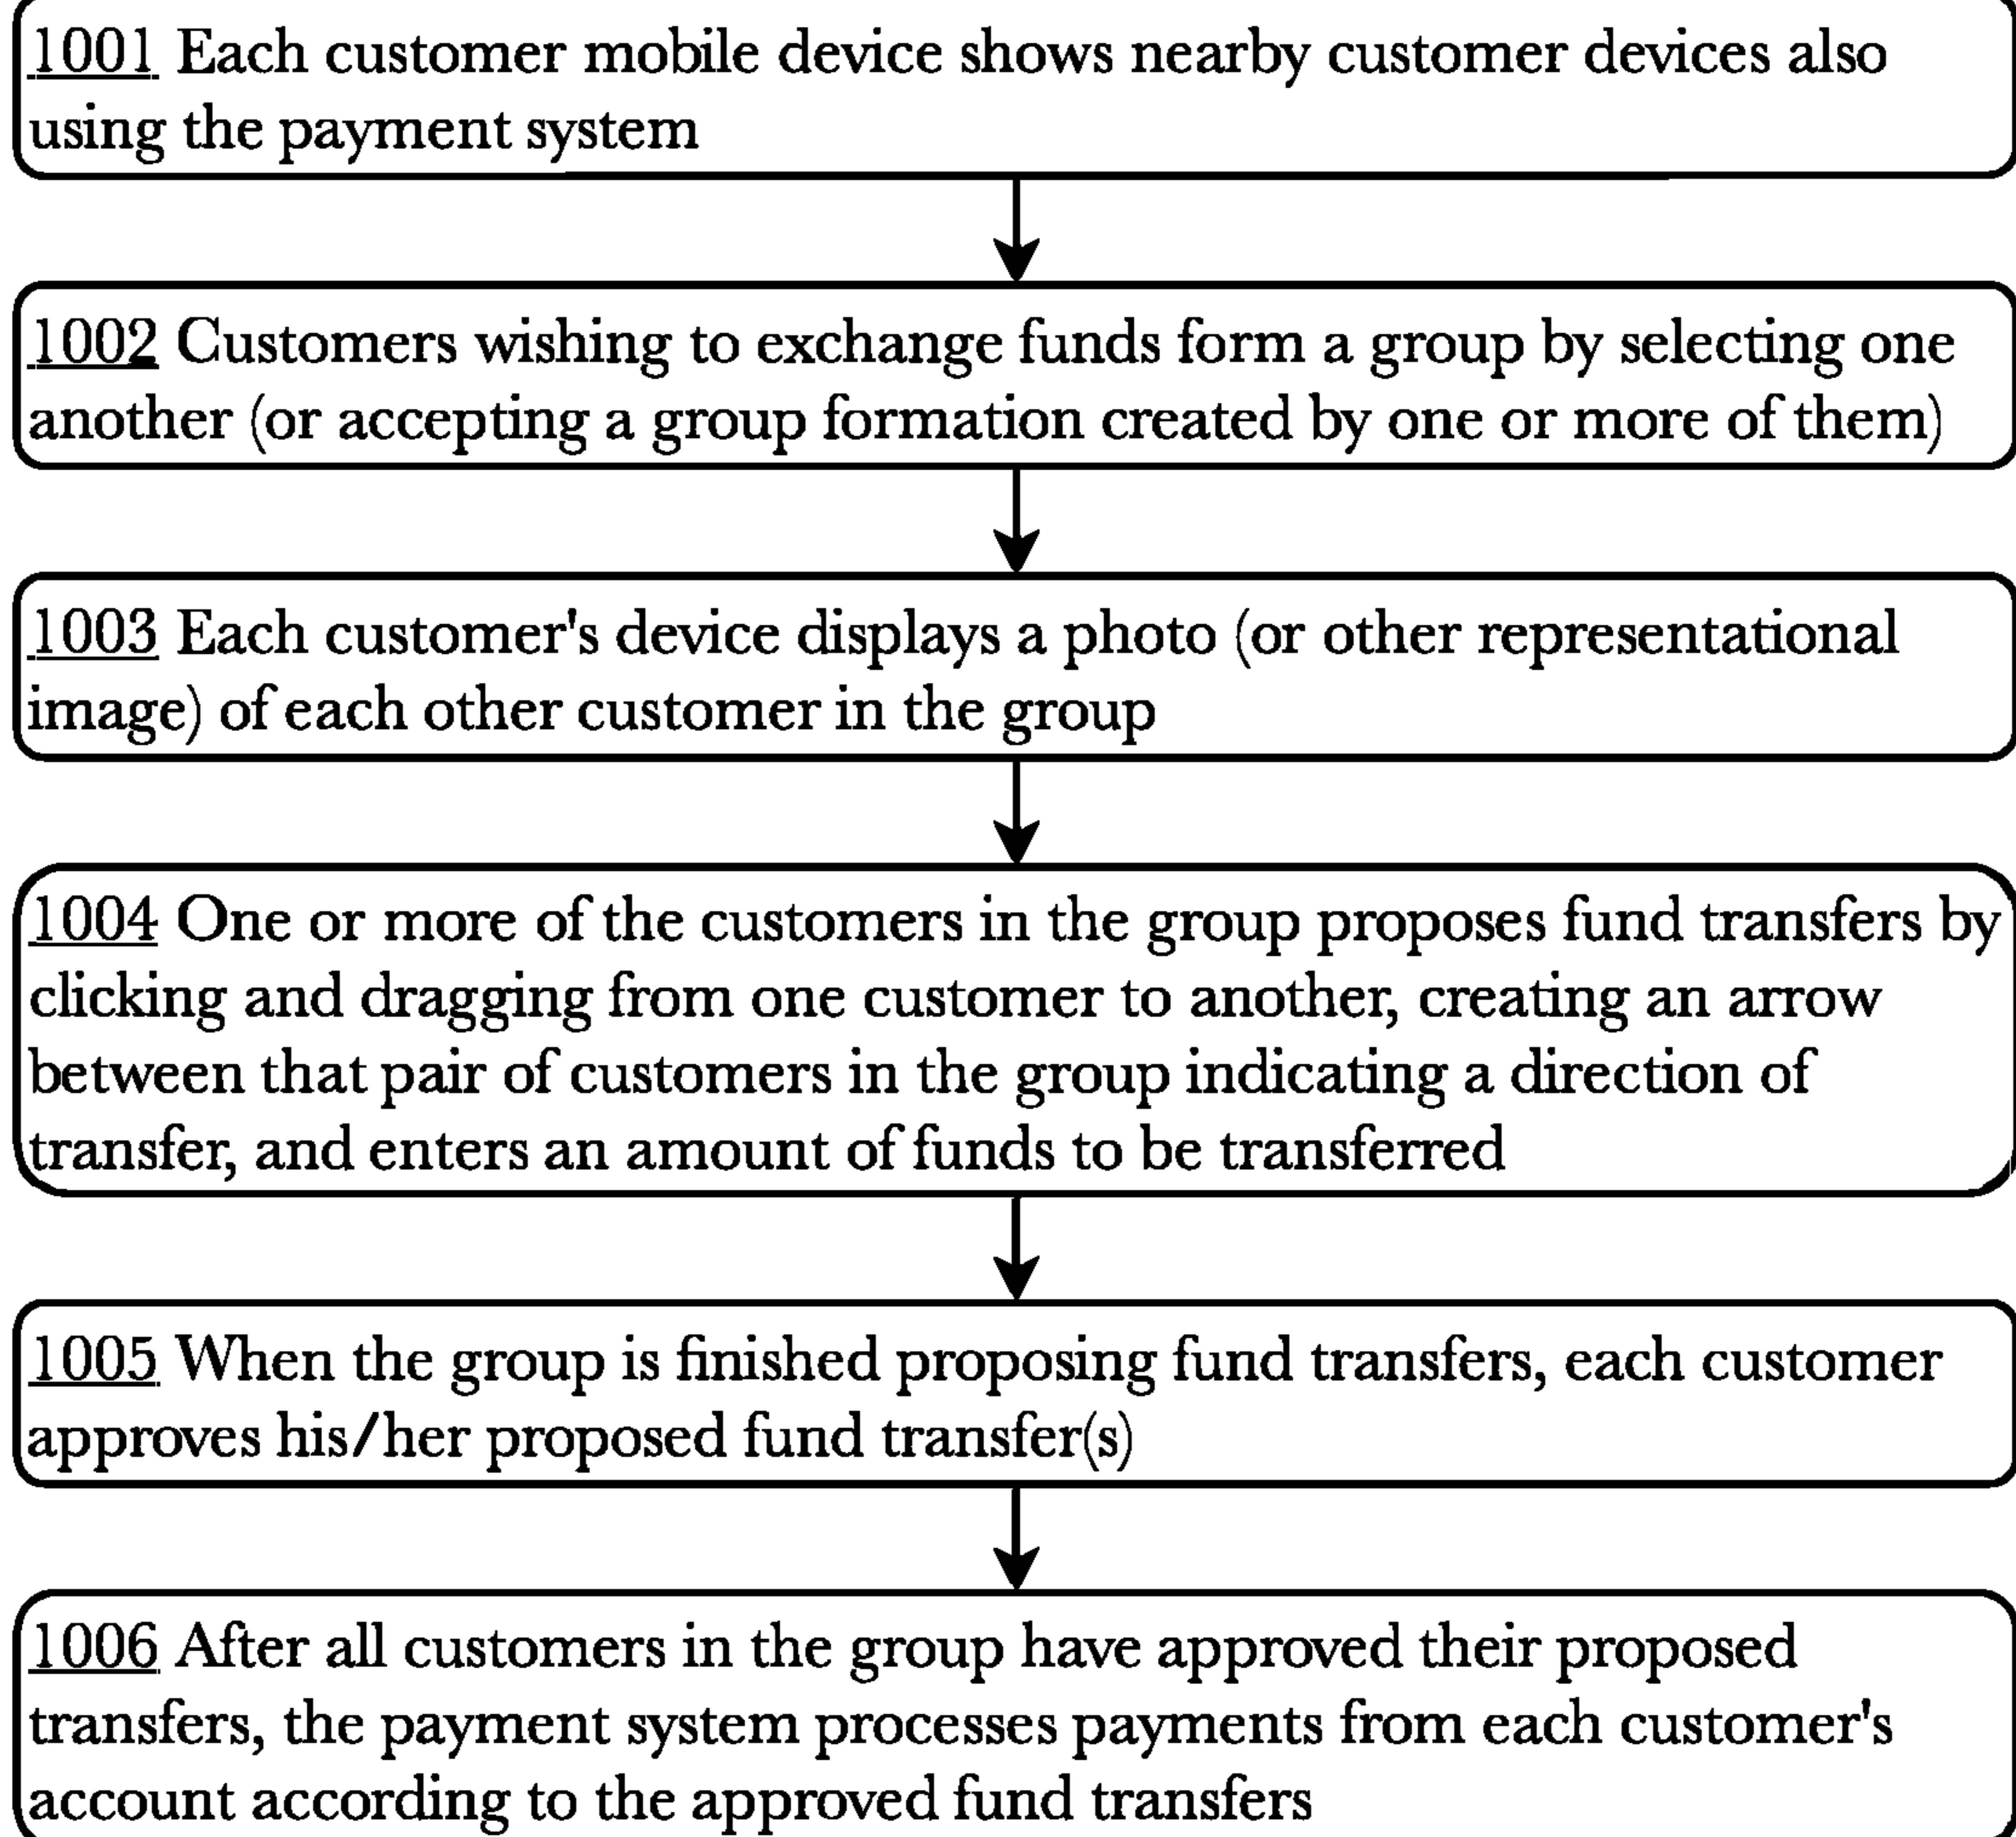 1001 Each customer mobile device shows nearby customer devices also
using the payment system
1002 Customers wishing to exchange funds form a group by selecting one
another (or accepting a group formation created by one or more of them)
1003 Each customer's device displays a photo (or other representational
image) of each other customer in the group
1004 One or more of the customers in the group proposes fund transfers by
clicking and dragging from one customer to another, creating an arrow
between that pair of customers in the group indicating a direction of
transfer, and enters an amount of funds to be transferred
1005 When the group is finished proposing fund transfers, each customer
approves his/her proposed fund transfer(s)
1006 After all customers in the group have approved their proposed
transfers, the payment system processes payments from each customer's
account according to the approved fund transfers